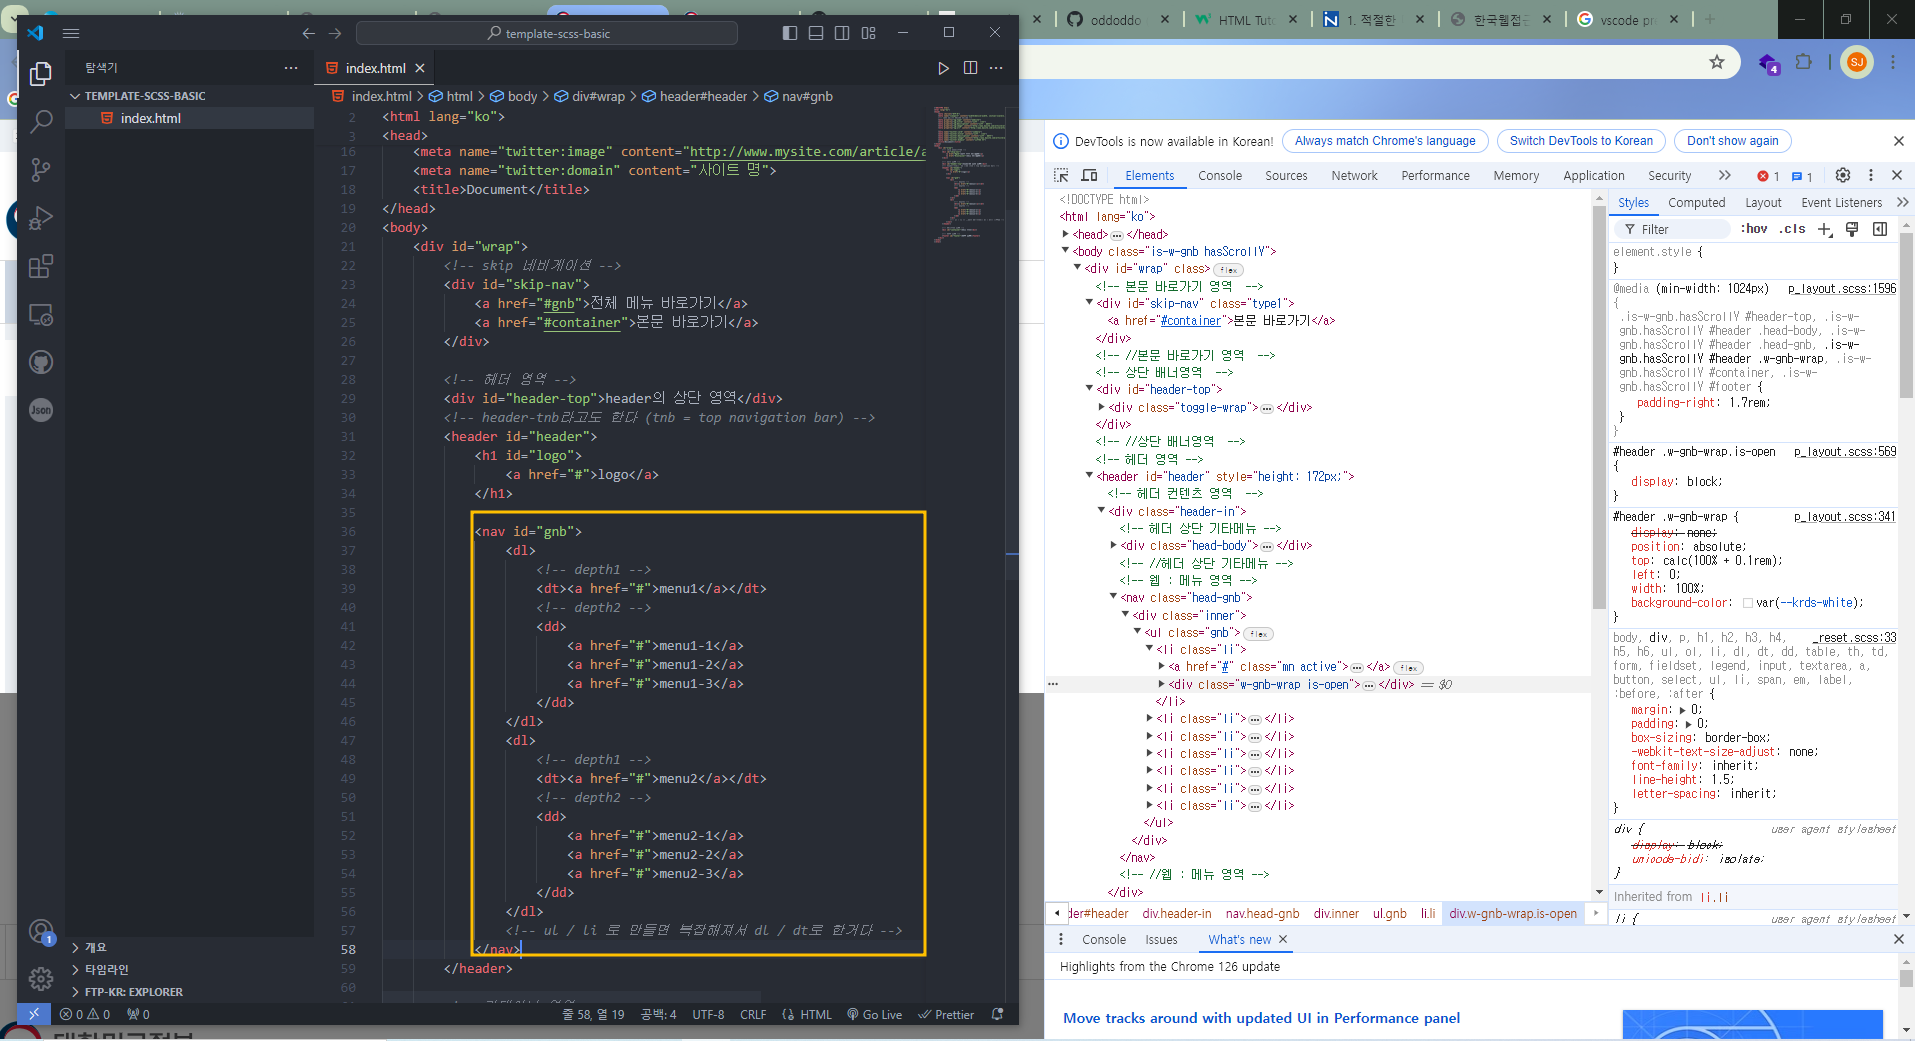 oddoddo
HTML Tuto
1. 적절한
한국웹접근
vscode pr
template-scss-basic
SJ
4
탐색기
TEMPLATE-SCSS-BASIC
index.html
index.html
index.html > html > body > div#wrap > header#header > nav#gnb
2 <html lang="ko">
3 <head>
16 <meta name="twitter:image" content="http://www.mysite.com/article/a
17 <meta name="twitter:domain" content="사이트 명">
18 <title>Document</title>
19 </head>
20 <body>
21 <div id="wrap">
22 <!-- skip 네비게이션 -->
23 <div id="skip-nav">
24 <a href="#gnb">전체 메뉴 바로가기</a>
25 <a href="#container">본문 바로가기</a>
26 </div>
27
28 <!-- 헤더 영역 -->
29 <div id="header-top">header의 상단 영역</div>
30 <!-- header-tnb라고도 한다 (tnb = top navigation bar) -->
31 <header id="header">
32 <h1 id="logo">
33 <a href="#">logo</a>
34 </h1>
35
36 <nav id="gnb">
37 <dl>
38 <!-- depth1 -->
39 <dt><a href="#">menu1</a></dt>
40 <!-- depth2 -->
41 <dd>
42 <a href="#">menu1-1</a>
43 <a href="#">menu1-2</a>
44 <a href="#">menu1-3</a>
45 </dd>
46 </dl>
47 <dl>
48 <!-- depth1 -->
49 <dt><a href="#">menu2</a></dt>
50 <!-- depth2 -->
51 <dd>
52 <a href="#">menu2-1</a>
53 <a href="#">menu2-2</a>
54 <a href="#">menu2-3</a>
55 </dd>
56 </dl>
57 <!-- ul / li 로 만들면 복잡해져서 dl / dt로 한거다 -->
58 </nav>
59 </header>
60
Json
1
개요
타임라인
FTP-KR: EXPLORER
0 0 0
줄 58, 열 19 공백: 4 UTF-8 CRLF HTML Go Live Prettier
DevTools is now available in Korean! Always match Chrome's language Switch DevTools to Korean Don't show again
Elements Console Sources Network Performance Memory Application Security 1 1
<!DOCTYPE html>
<html lang="ko">
<head> </head>
<body class="is-w-gnb hasScrollY">
<div id="wrap" class> flex
<!-- 본문 바로가기 영역 -->
<div id="skip-nav" class="type1">
<a href="#container">본문 바로가기</a>
</div>
<!-- //본문 바로가기 영역 -->
<!-- 상단 배너영역 -->
<div id="header-top">
<div class="toggle-wrap"> </div>
</div>
<!-- //상단 배너영역 -->
<!-- 헤더 영역 -->
<header id="header" style="height: 172px;">
<!-- 헤더 컨텐츠 영역 -->
<div class="header-in">
<!-- 헤더 상단 기타메뉴 -->
<div class="head-body"> </div>
<!-- //헤더 상단 기타메뉴 -->
<!-- 웹 : 메뉴 영역 -->
<nav class="head-gnb">
<div class="inner">
<ul class="gnb"> flex
<li class="li">
<a href="#" class="mn active"> </a> flex
<div class="w-gnb-wrap is-open"> </div> == $0
</li>
<li class="li"> </li>
<li class="li"> </li>
<li class="li"> </li>
<li class="li"> </li>
<li class="li"> </li>
<li class="li"> </li>
</ul>
</div>
</nav>
<!-- //웹 : 메뉴 영역 -->
</div>
der#header div.header-in nav.head-gnb div.inner ul.gnb li.li div.w-gnb-wrap.is-open
Styles Computed Layout Event Listeners
Filter :hov .cls
element.style {
}
@media (min-width: 1024px) p_layout.scss:1596
{
.is-w-gnb.hasScrollY #header-top, .is-w-
gnb.hasScrollY #header .head-body, .is-w-
gnb.hasScrollY #header .head-gnb, .is-w-
gnb.hasScrollY #header .w-gnb-wrap, .is-w-
gnb.hasScrollY #container, .is-w-
gnb.hasScrollY #footer {
padding-right: 1.7rem;
}
}
#header .w-gnb-wrap.is-open p_layout.scss:569
{
display: block;
}
#header .w-gnb-wrap { p_layout.scss:341
display: none;
position: absolute;
top: calc(100% + 0.1rem);
left: 0;
width: 100%;
background-color: var(--krds-white);
}
body, div, p, h1, h2, h3, h4, _reset.scss:33
h5, h6, ul, ol, li, dl, dt, dd, table, th, td,
form, fieldset, legend, input, textarea, a,
button, select, ul, li, span, em, label,
:before, :after {
margin: 0;
padding: 0;
box-sizing: border-box;
-webkit-text-size-adjust: none;
font-family: inherit;
line-height: 1.5;
letter-spacing: inherit;
}
div { user agent stylesheet
display: block;
unicode-bidi: isolate;
}
Inherited from li.li
li { user agent stylesheet
Console Issues What's new
Highlights from the Chrome 126 update
Move tracks around with updated UI in Performance panel